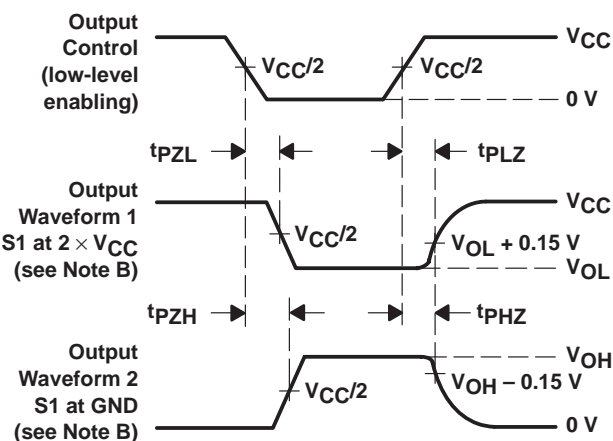 Output
Control
(low-level
enabling)
VCC/2
VCC/2
VCC
0 V
tPZL
tPLZ
Output
Waveform 1
S1 at 2 × VCC
(see Note B)
VCC/2
VCC
VOL + 0.15 V
VOL
tPZH
tPHZ
Output
Waveform 2
S1 at GND
(see Note B)
VCC/2
VOH
VOH − 0.15 V
0 V